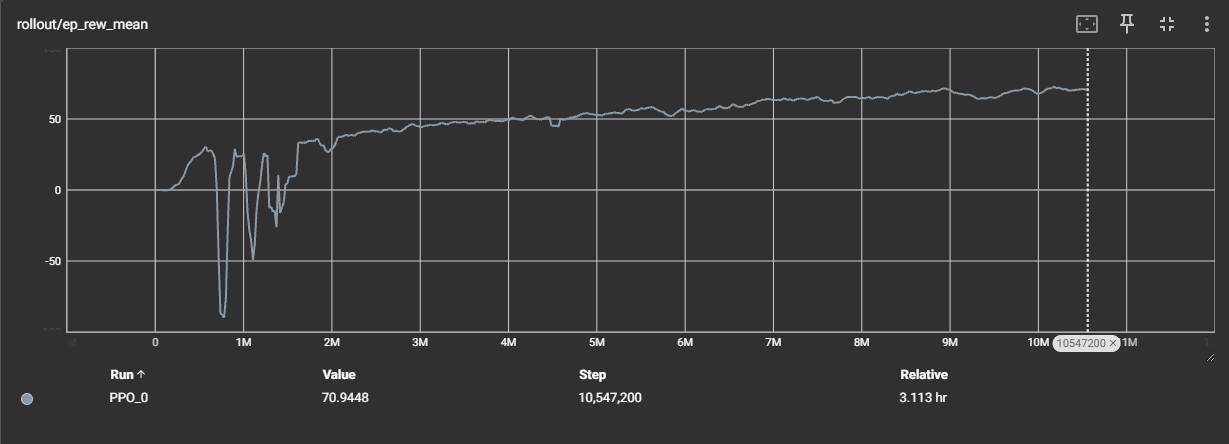 rollout/ep_rew_mean
50
0
-50
0 1M 2M 3M 4M 5M 6M 7M 8M 9M 10M 10547200 × 1M
Run ↑ Value Step Relative
PPO_0 70.9448 10,547,200 3.113 hr